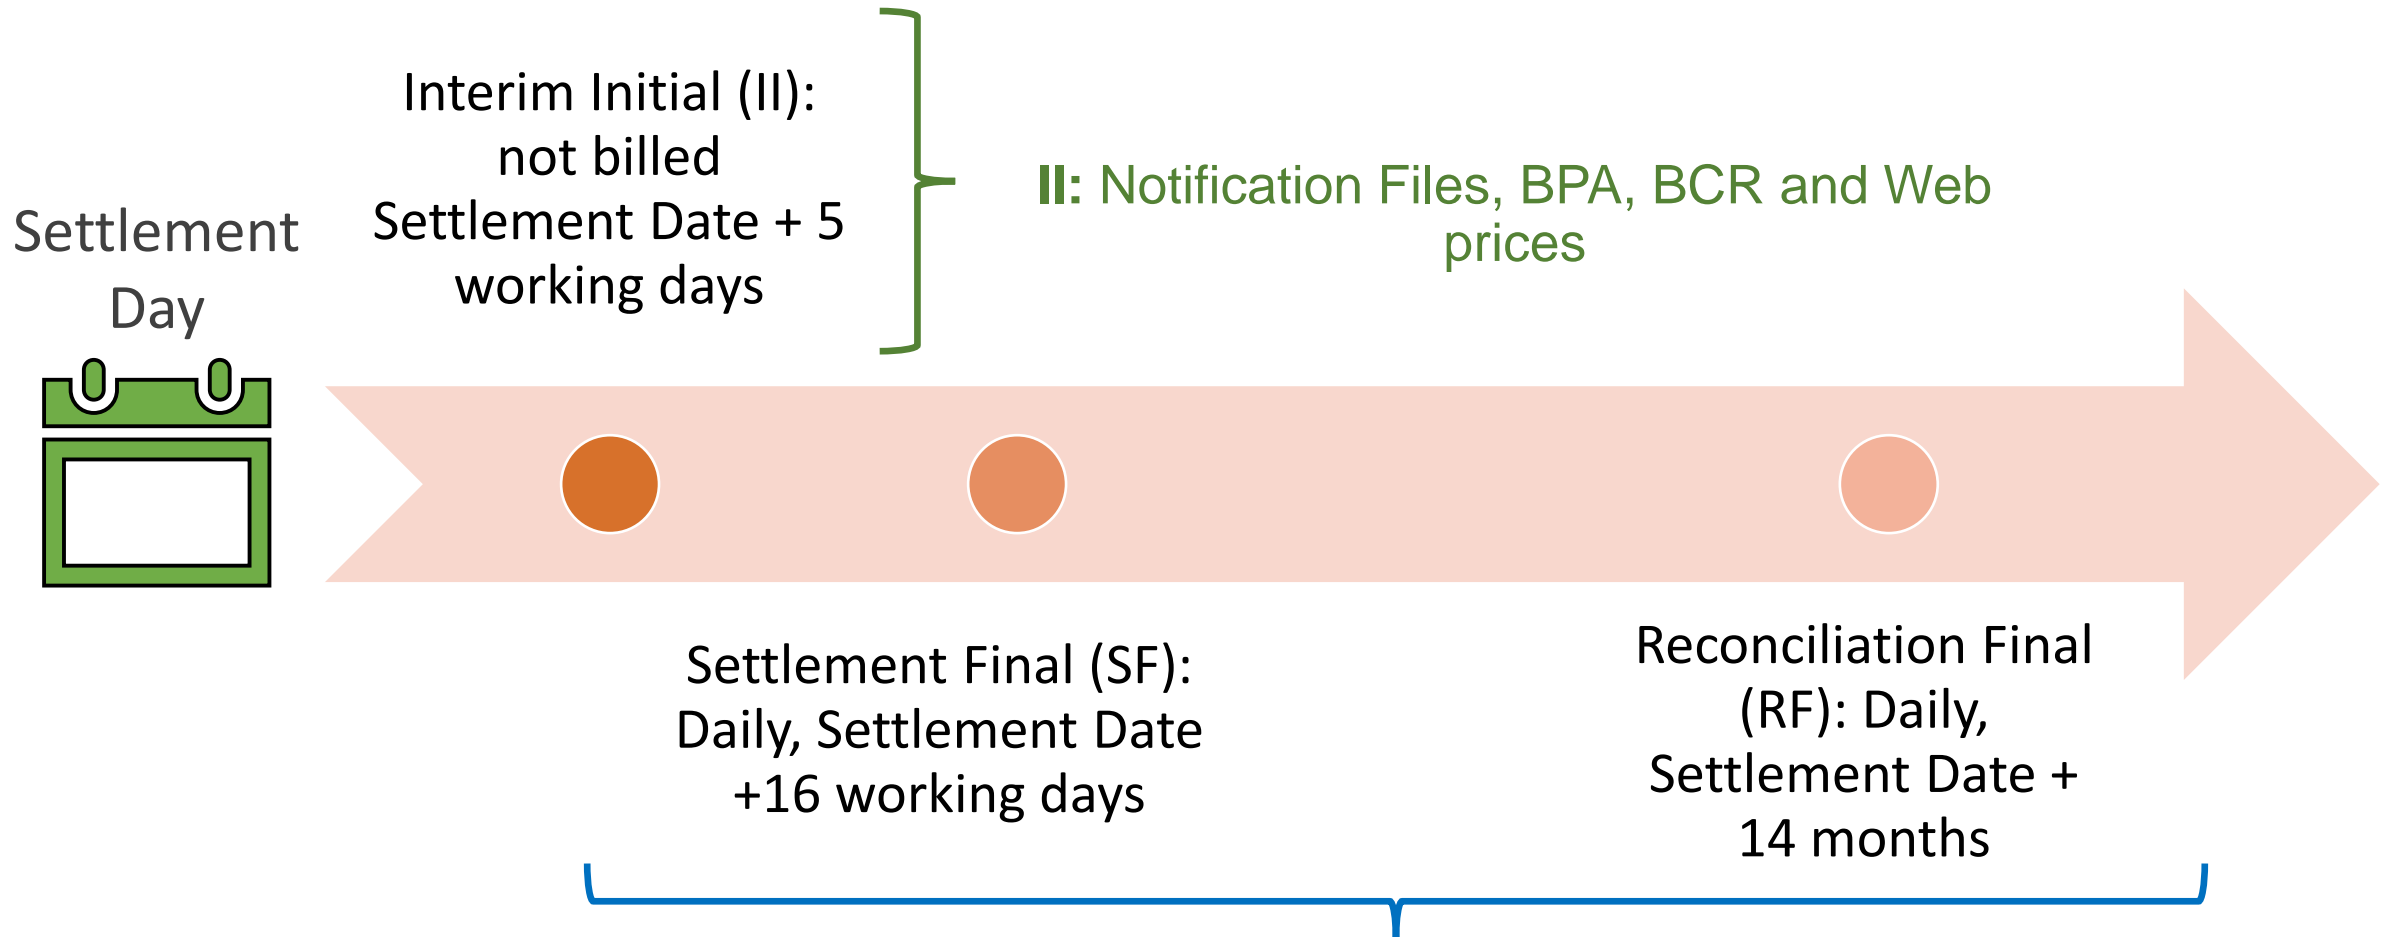 Settlement
Day
Interim Initial (II):
not billed
Settlement Date + 5
working days
II: Notification Files, BPA, BCR and Web
prices
Settlement Final (SF):
Daily, Settlement Date
+16 working days
Reconciliation Final
(RF): Daily,
Settlement Date +
14 months